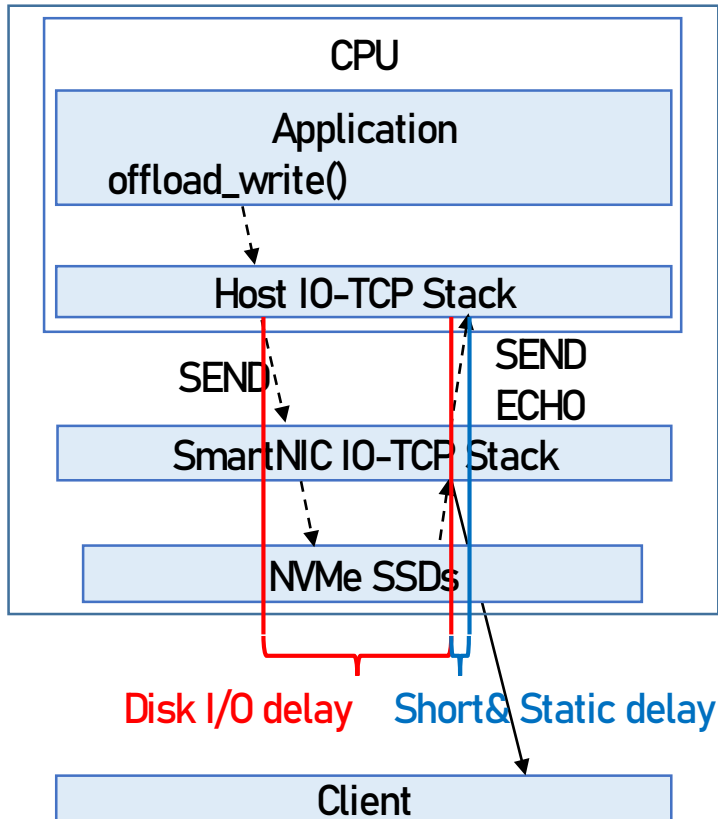 CPU
Application
offload_write()
Host IO-TCP Stack
SEND
SEND
ECHO
SmartNIC IO-TCP Stack
NVMe SSDs
Disk I/O delay
Short& Static delay
Client